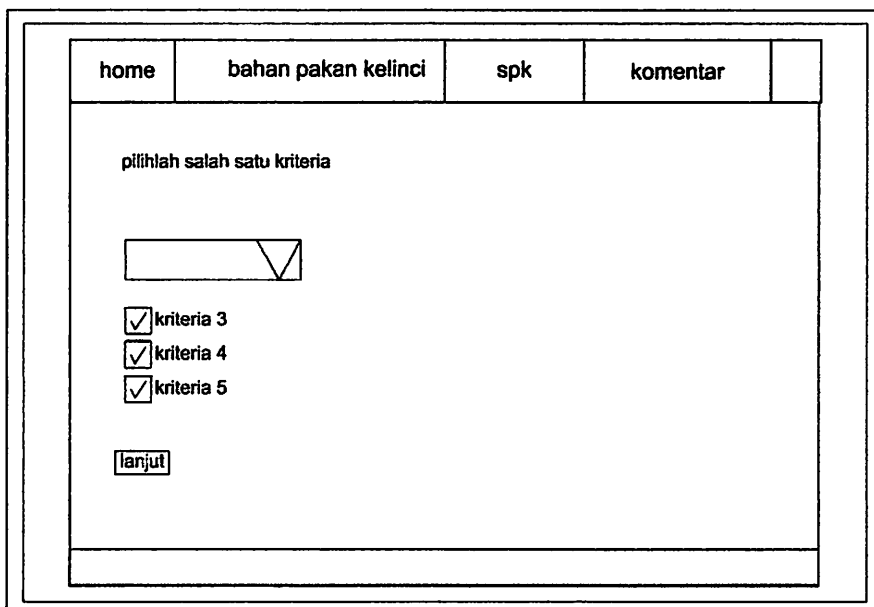 home bahan pakan kelinci spk komentar
pilihlah salah satu kriteria
kriteria 3
kriteria 4
kriteria 5
lanjut